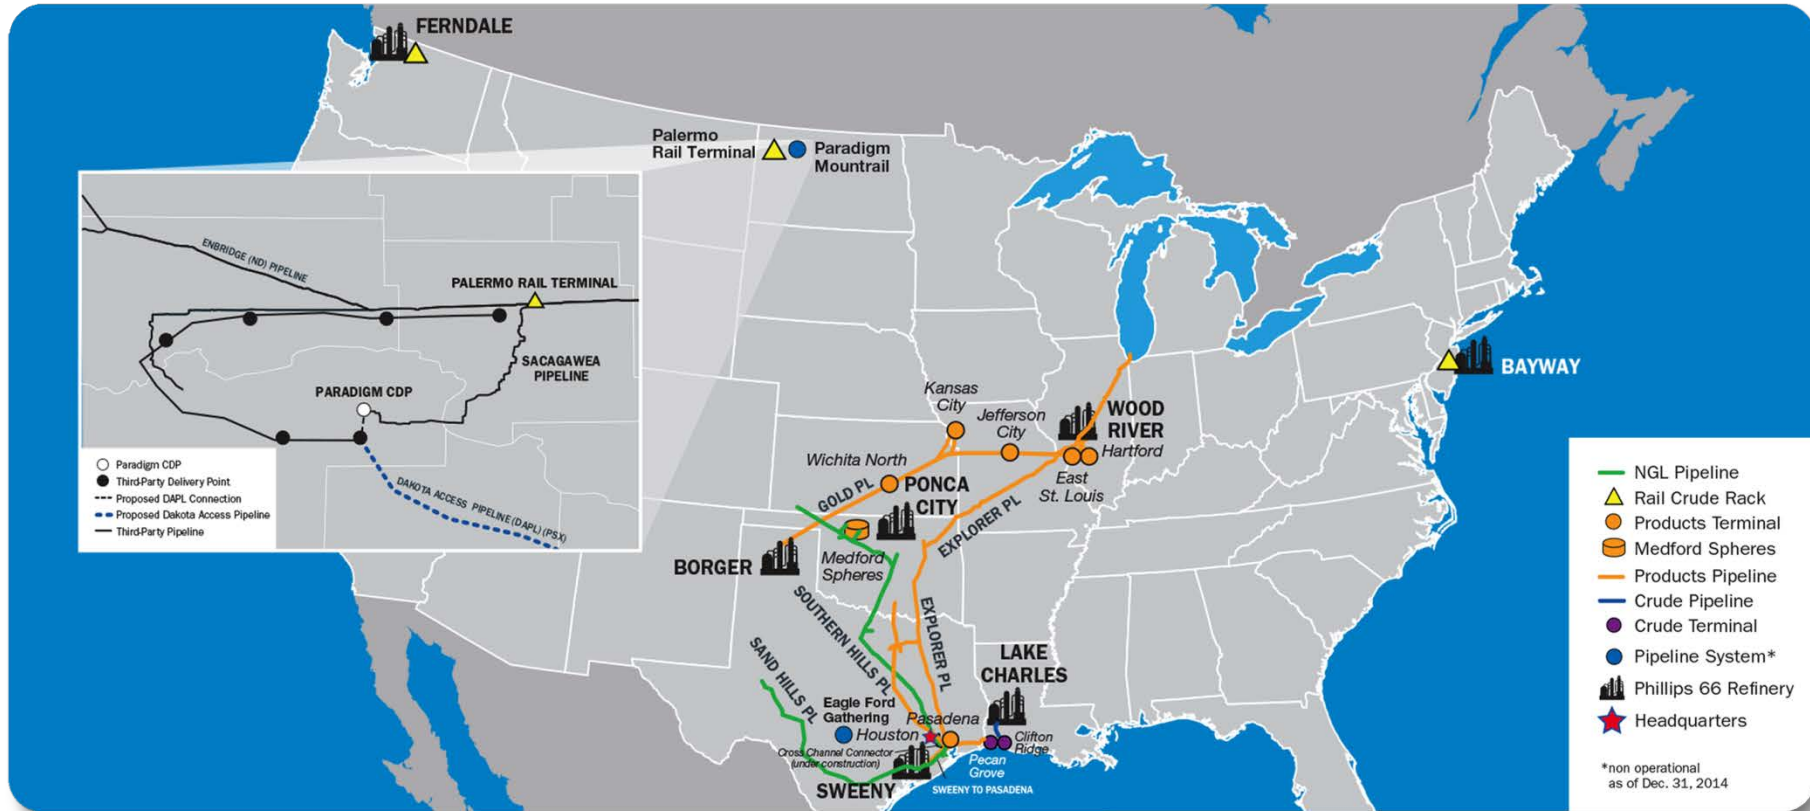 FERNDALE
Palermo
Rail Terminal
Paradigm
Mountrail
ENBRIDGE (ND) PIPELINE
PALERMO RAIL TERMINAL
SACAGAWEA
PIPELINE
PARADIGM CDP
DAKOTA ACCESS PIPELINE (DAPL) (PSX)
Paradigm CDP
Third-Party Delivery Point
Proposed DAPL Connection
Proposed Dakota Access Pipeline
Third-Party Pipeline
BAYWAY
Kansas
City
Jefferson
City
WOOD
RIVER
Hartford
East
St. Louis
Wichita North
GOLD PL
PONCA
CITY
EXPLORER PL
BORGER
Medford
Spheres
SOUTHERN HILLS PL
EXPLORER PL
SAND HILLS PL
LAKE
CHARLES
Eagle Ford
Gathering
Pasadena
Houston
Cross Channel Connector
(under construction)
Clifton
Ridge
Pecan
Grove
SWEENY
SWEENY TO PASADENA
NGL Pipeline
Rail Crude Rack
Products Terminal
Medford Spheres
Products Pipeline
Crude Pipeline
Crude Terminal
Pipeline System*
Phillips 66 Refinery
Headquarters
*non operational
as of Dec. 31, 2014